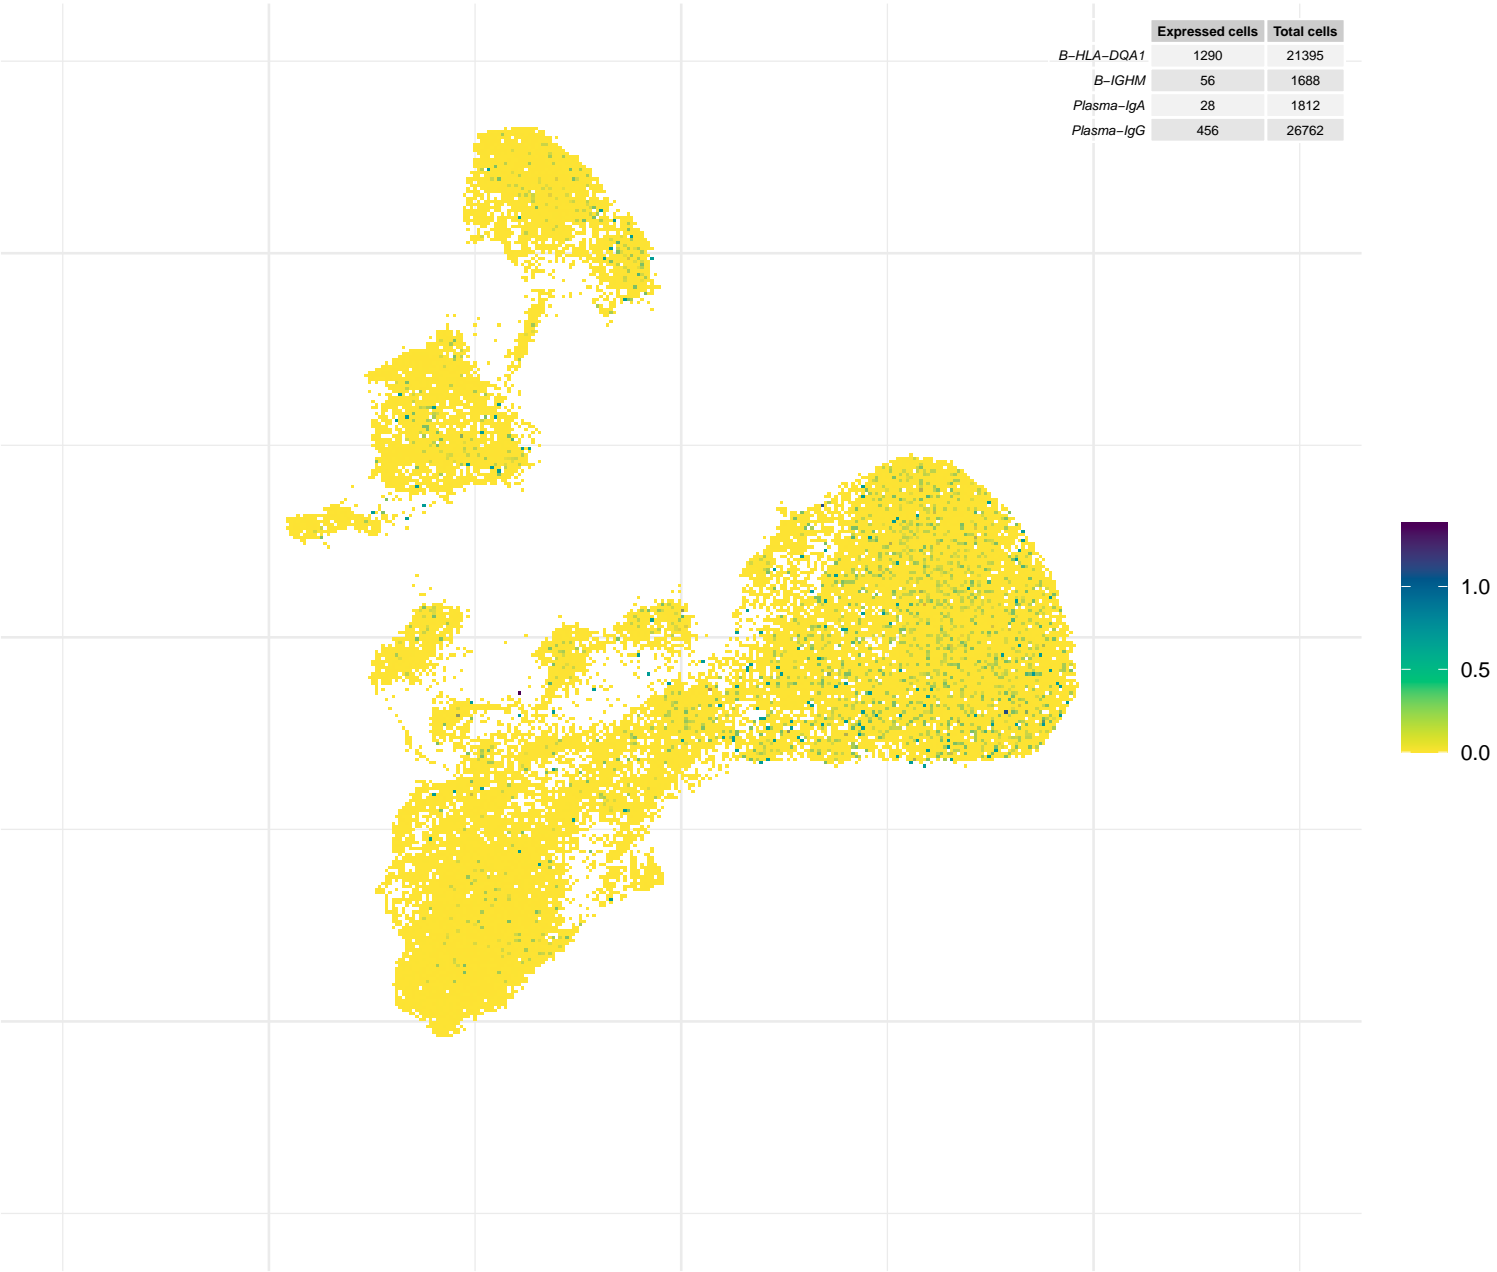 Expressed cells Total cells
B−HLA−DQA1 1290 21395
B−IGHM 56 1688
Plasma−IgA 28 1812
Plasma−IgG 456 26762
1.0
0.5
0.0